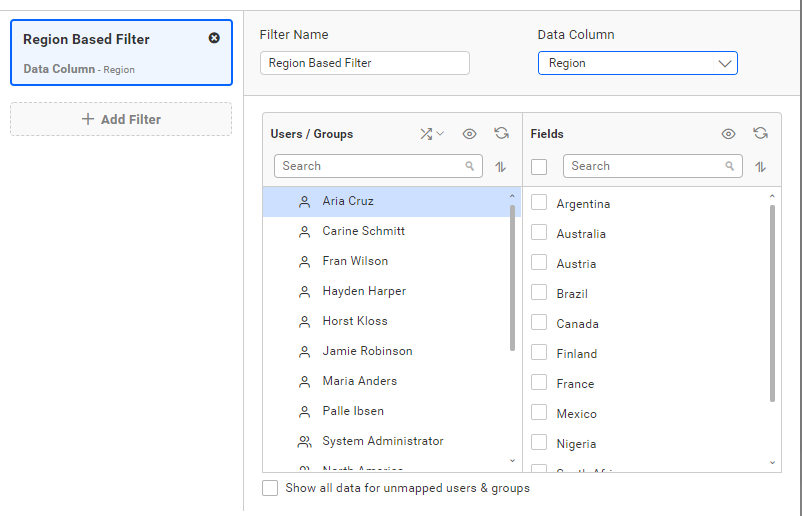 Region Based Filter
Data Column - Region
Add Filter
Filter Name
Data Column
Region Based Filter
Region
Users / Groups
Fields
Search
Search
Aria Cruz
Carine Schmitt
Fran Wilson
Hayden Harper
Horst Kloss
Jamie Robinson
Maria Anders
Palle Ibsen
System Administrator
North America
Argentina
Australia
Austria
Brazil
Canada
Finland
France
Mexico
Nigeria
Show all data for unmapped users & groups